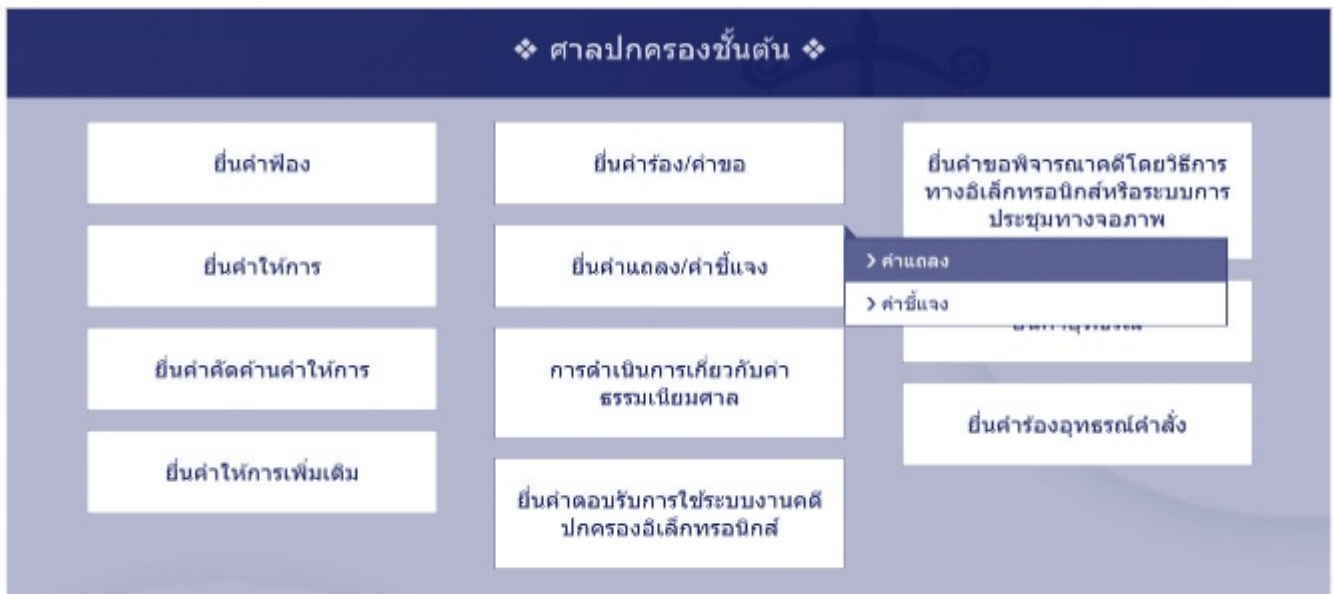 ❖ ศาลปกครองชั้นต้น ❖
ยื่นคำฟ้อง
ยื่นคำให้การ
ยื่นคำคัดค้านคำให้การ
ยื่นคำให้การเพิ่มเติม
ยื่นคำร้อง/คำขอ
ยื่นคำแถลง/คำชี้แจง
> คำแถลง
> คำชี้แจง
การดำเนินการเกี่ยวกับค่า
ธรรมเนียมศาล
ยื่นคำตอบรับการใช้ระบบงานคดี
ปกครองอิเล็กทรอนิกส์
ยื่นคำขอพิจารณาคดีโดยวิธีการ
ทางอิเล็กทรอนิกส์หรือระบบการ
ประชุมทางจอภาพ
ยื่นคำร้องอุทธรณ์คำสั่ง